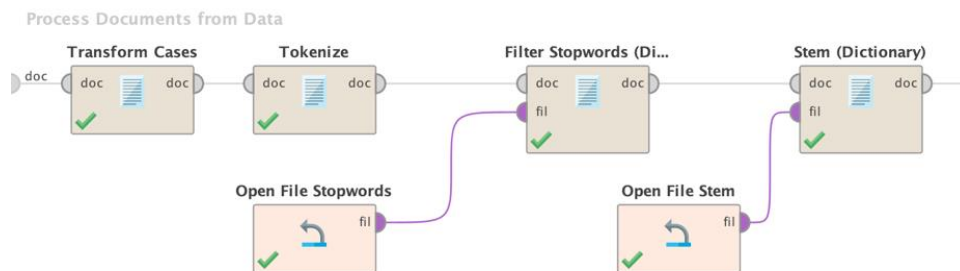 Process Documents from Data
Transform Cases
Tokenize
Filter Stopwords (Di...
Stem (Dictionary)
doc
doc doc
doc doc
doc doc
doc doc
fil
fil
Open File Stopwords
Open File Stem
fil
fil